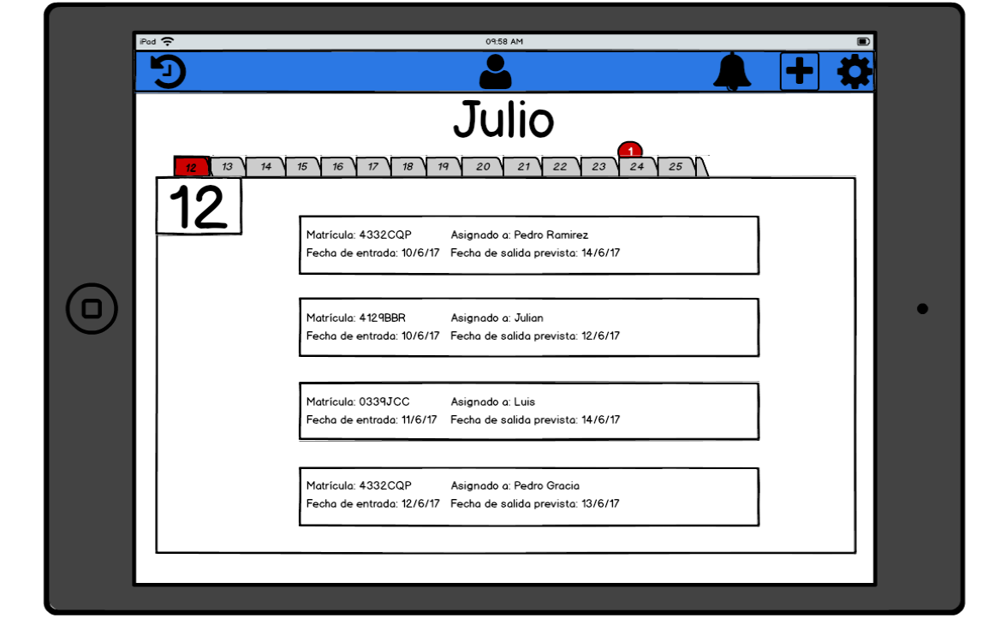 iPad 09:58 AM
Julio
1
12 13 14 15 16 17 18 19 20 21 22 23 24 25
12
Matrícula: 4332CQP Asignado a: Pedro Ramirez
Fecha de entrada: 10/6/17 Fecha de salida prevista: 14/6/17
Matrícula: 4129BBR Asignado a: Julian
Fecha de entrada: 10/6/17 Fecha de salida prevista: 12/6/17
Matrícula: 0339JCC Asignado a: Luis
Fecha de entrada: 11/6/17 Fecha de salida prevista: 14/6/17
Matrícula: 4332CQP Asignado a: Pedro Gracia
Fecha de entrada: 12/6/17 Fecha de salida prevista: 13/6/17